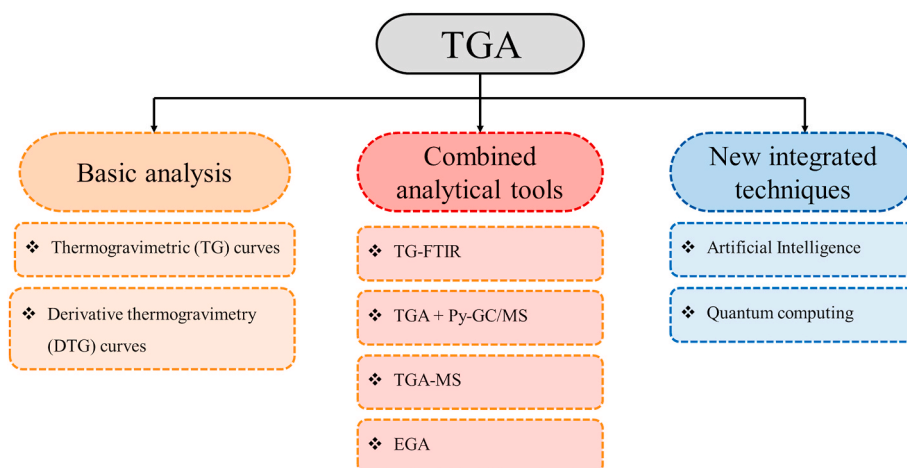 TGA
Basic analysis
❖ Thermogravimetric (TG) curves
❖ Derivative thermogravimetry
(DTG) curves
Combined
analytical tools
❖ TG-FTIR
❖ TGA + Py-GC/MS
❖ TGA-MS
❖ EGA
New integrated
techniques
❖ Artificial Intelligence
❖ Quantum computing